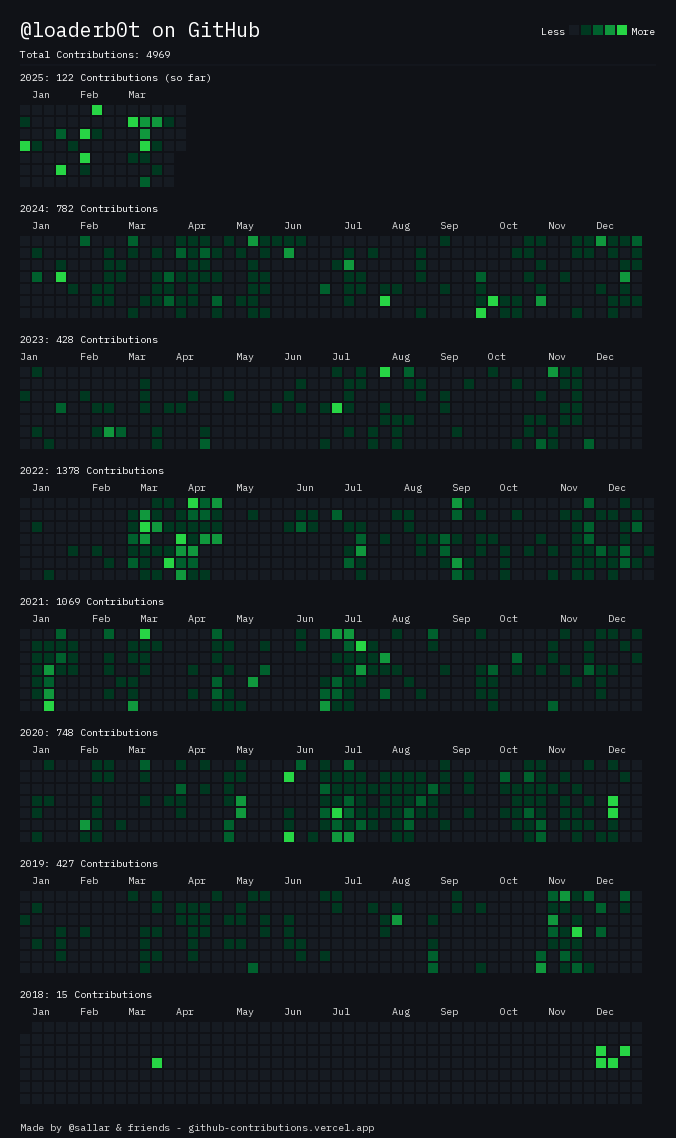 @loaderb0t on GitHub
Less More
Total Contributions: 4969
2025: 122 Contributions (so far)
Jan Feb Mar
2024: 782 Contributions
Jan Feb Mar Apr May Jun Jul Aug Sep Oct Nov Dec
2023: 428 Contributions
Jan Feb Mar Apr May Jun Jul Aug Sep Oct Nov Dec
2022: 1378 Contributions
Jan Feb Mar Apr May Jun Jul Aug Sep Oct Nov Dec
2021: 1069 Contributions
Jan Feb Mar Apr May Jun Jul Aug Sep Oct Nov Dec
2020: 748 Contributions
Jan Feb Mar Apr May Jun Jul Aug Sep Oct Nov Dec
2019: 427 Contributions
Jan Feb Mar Apr May Jun Jul Aug Sep Oct Nov Dec
2018: 15 Contributions
Jan Feb Mar Apr May Jun Jul Aug Sep Oct Nov Dec
Made by @sallar & friends - github-contributions.vercel.app